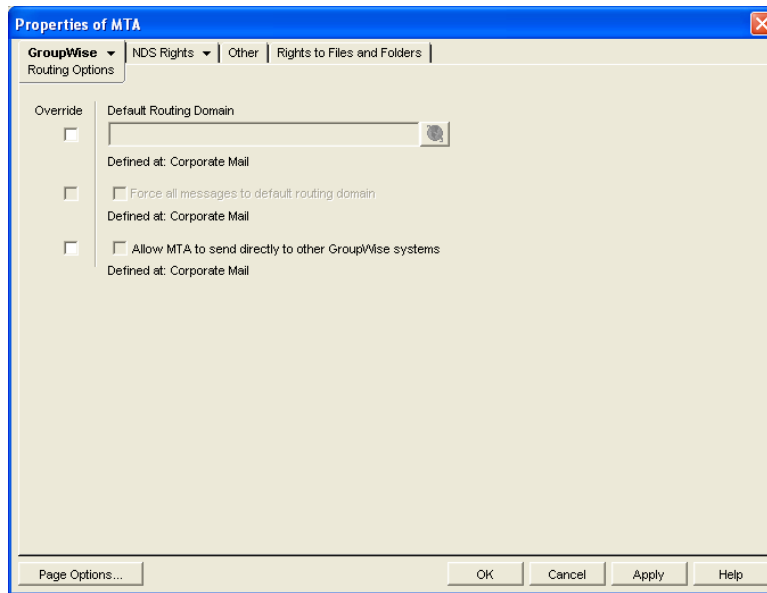 Properties of MTA
GroupWise NDS Rights Other Rights to Files and Folders
Routing Options
Override Default Routing Domain
Defined at: Corporate Mail
Force all messages to default routing domain
Defined at: Corporate Mail
Allow MTA to send directly to other GroupWise systems
Defined at: Corporate Mail
Page Options... OK Cancel Apply Help